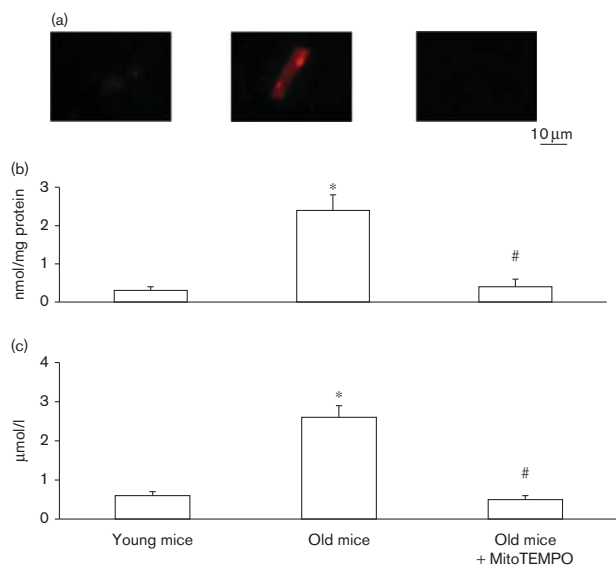 (a)
10 µm
(b)
nmol/mg protein
3
2
1
0
*
#
(c)
µmol/l
4
3
2
1
0
*
#
Young mice
Old mice
Old mice
+ MitoTEMPO